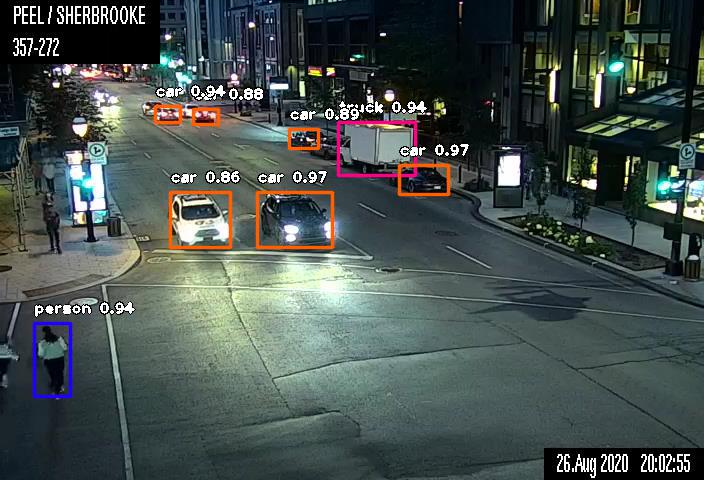 PEEL / SHERBROOKE
357-272
car 0.94
0.88
car 0.89
truck 0.94
car 0.97
car 0.86
car 0.97
person 0.94
26.Aug 2020 20:02:55